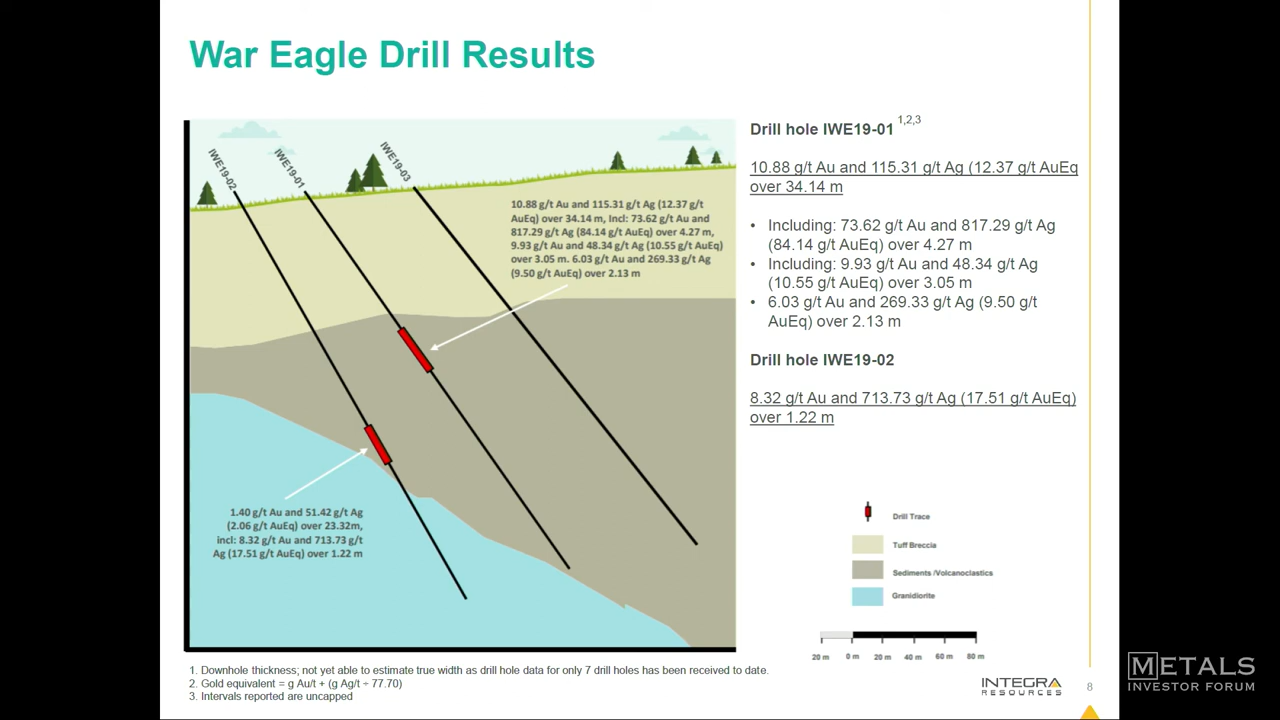 War Eagle Drill Results
IWE19-02
IWE19-01
IWE19-03
10.88 g/t Au and 115.31 g/t Ag (12.37 g/t
AuEq) over 34.14 m, Incl: 73.62 g/t Au and
817.29 g/t Ag (84.14 g/t AuEq) over 4.27 m,
9.93 g/t Au and 48.34 g/t Ag (10.55 g/t AuEq)
over 3.05 m. 6.03 g/t Au and 269.33 g/t Ag
(9.50 g/t AuEq) over 2.13 m
1.40 g/t Au and 51.42 g/t Ag
(2.06 g/t AuEq) over 23.32m,
incl: 8.32 g/t Au and 713.73 g/t
Ag (17.51 g/t AuEq) over 1.22 m
Drill hole IWE19-01 1,2,3
10.88 g/t Au and 115.31 g/t Ag (12.37 g/t AuEq
over 34.14 m
• Including: 73.62 g/t Au and 817.29 g/t Ag
(84.14 g/t AuEq) over 4.27 m
• Including: 9.93 g/t Au and 48.34 g/t Ag
(10.55 g/t AuEq) over 3.05 m
• 6.03 g/t Au and 269.33 g/t Ag (9.50 g/t
AuEq) over 2.13 m
Drill hole IWE19-02
8.32 g/t Au and 713.73 g/t Ag (17.51 g/t AuEq)
over 1.22 m
Drill Trace
Tuff Breccia
Sediments /Volcanoclastics
Granidiorite
20 m 0 m 20 m 40 m 60 m 80 m
1. Downhole thickness; not yet able to estimate true width as drill hole data for only 7 drill holes has been received to date.
2. Gold equivalent = g Au/t + (g Ag/t ÷ 77.70)
3. Intervals reported are uncapped
INTEGRA
RESOURCES
8
METALS
INVESTOR FORUM